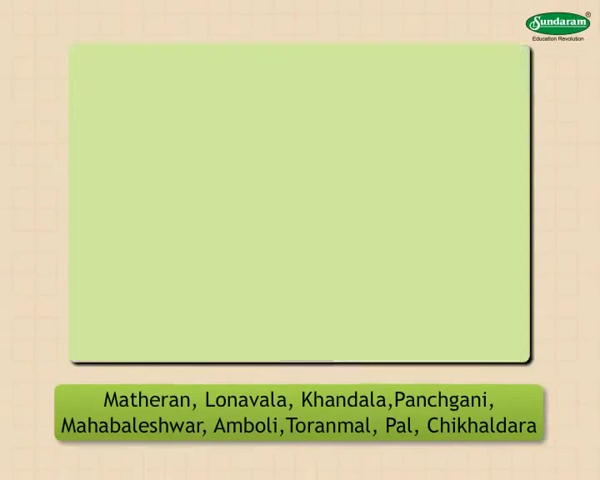 Sundaram®
Education Revolution
Matheran, Lonavala, Khandala,Panchgani,
Mahabaleshwar, Amboli,Toranmal, Pal, Chikhaldara